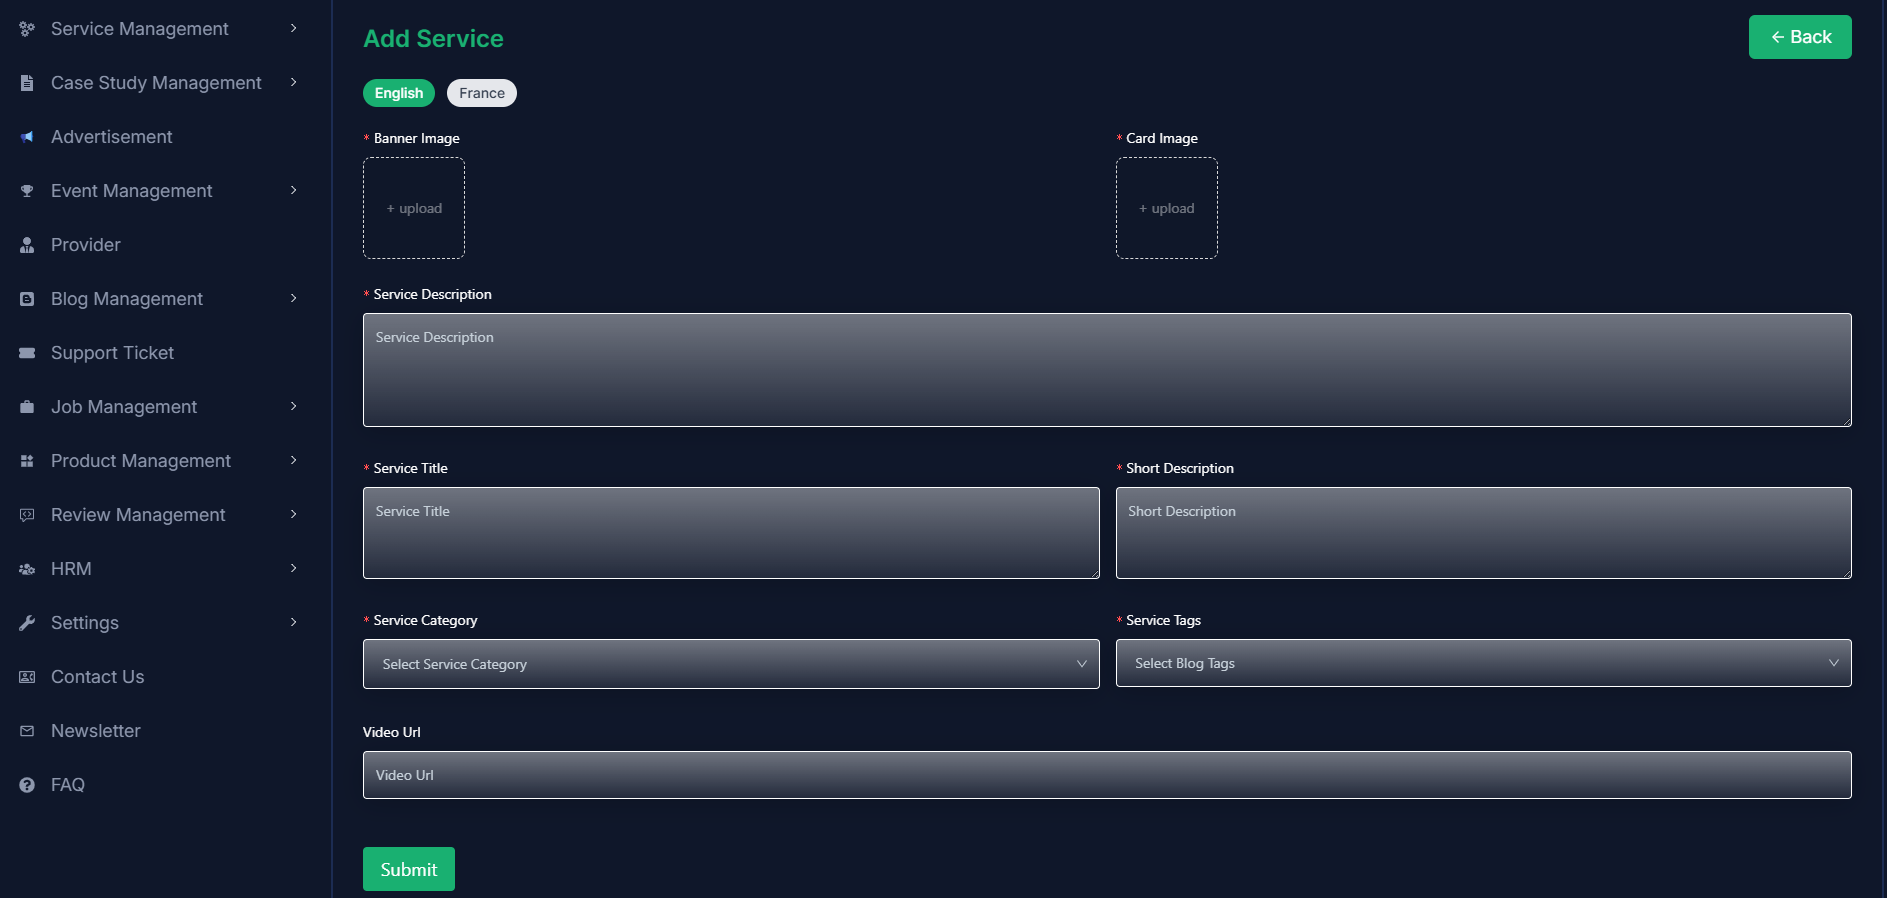 Service Management
Case Study Management
Advertisement
Event Management
Provider
Blog Management
Support Ticket
Job Management
Product Management
Review Management
HRM
Settings
Contact Us
Newsletter
FAQ
Add Service
← Back
English
France
* Banner Image
* Card Image
+ upload
+ upload
* Service Description
Service Description
* Service Title
* Short Description
Service Title
Short Description
* Service Category
* Service Tags
Select Service Category
Select Blog Tags
Video Url
Video Url
Submit